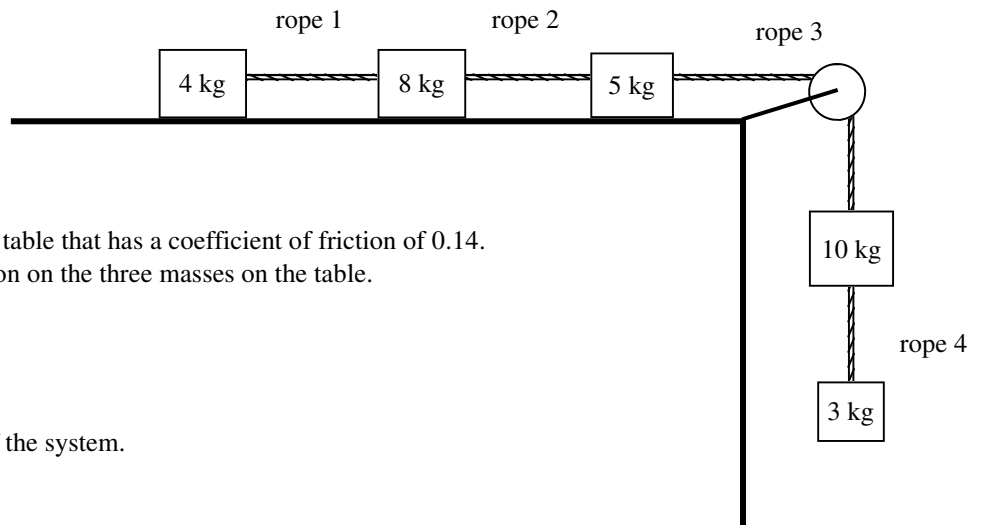 rope 1
rope 2
rope 3
4 kg
8 kg
5 kg
table that has a coefficient of friction of 0.14.
on on the three masses on the table.
10 kg
rope 4
3 kg
the system.